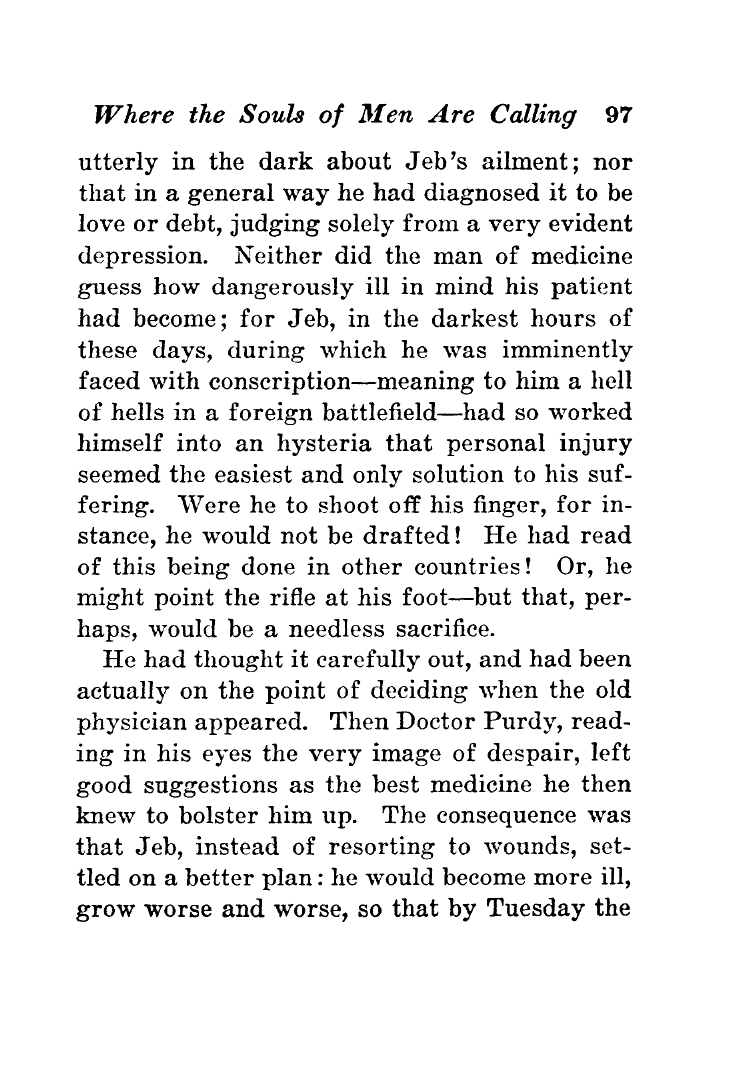 Where the Souls of Men Are Calling 97
utterly in the dark about Jeb's ailment; nor
that in a general way he had diagnosed it to be
love or debt, judging solely from a very evident
depression. Neither did the man of medicine
guess how dangerously ill in mind his patient
had become; for Jeb, in the darkest hours of
these days, during which he was imminently
faced with conscription—meaning to him a hell
of hells in a foreign battlefield—had so worked
himself into an hysteria that personal injury
seemed the easiest and only solution to his suf-
fering. Were he to shoot off his finger, for in-
stance, he would not be drafted! He had read
of this being done in other countries! Or, he
might point the rifle at his foot—but that, per-
haps, would be a needless sacrifice.
He had thought it carefully out, and had been
actually on the point of deciding when the old
physician appeared. Then Doctor Purdy, read-
ing in his eyes the very image of despair, left
good suggestions as the best medicine he then
knew to bolster him up. The consequence was
that Jeb, instead of resorting to wounds, set-
tled on a better plan: he would become more ill,
grow worse and worse, so that by Tuesday the